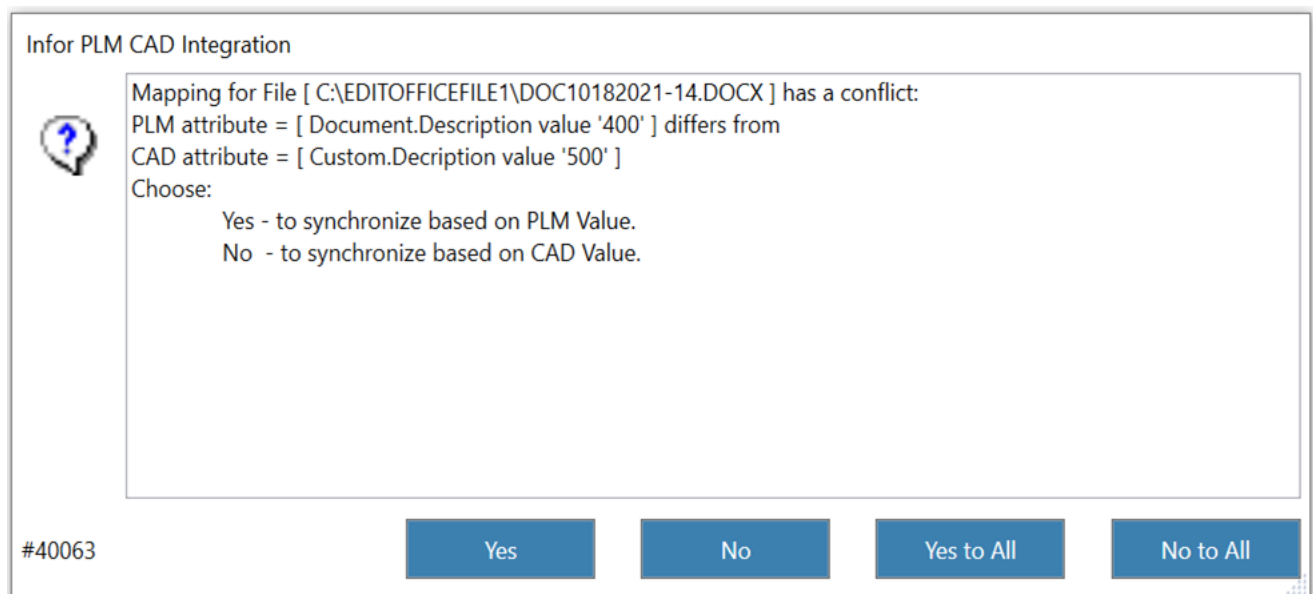 Infor PLM CAD Integration
Mapping for File [ C:\EDITOFFICEFILE1\DOC10182021-14.DOCX ] has a conflict:
PLM attribute = [ Document.Description value '400' ] differs from
CAD attribute = [ Custom.Decription value '500' ]
Choose:
Yes - to synchronize based on PLM Value.
No  - to synchronize based on CAD Value.
#40063
Yes
No
Yes to All
No to All